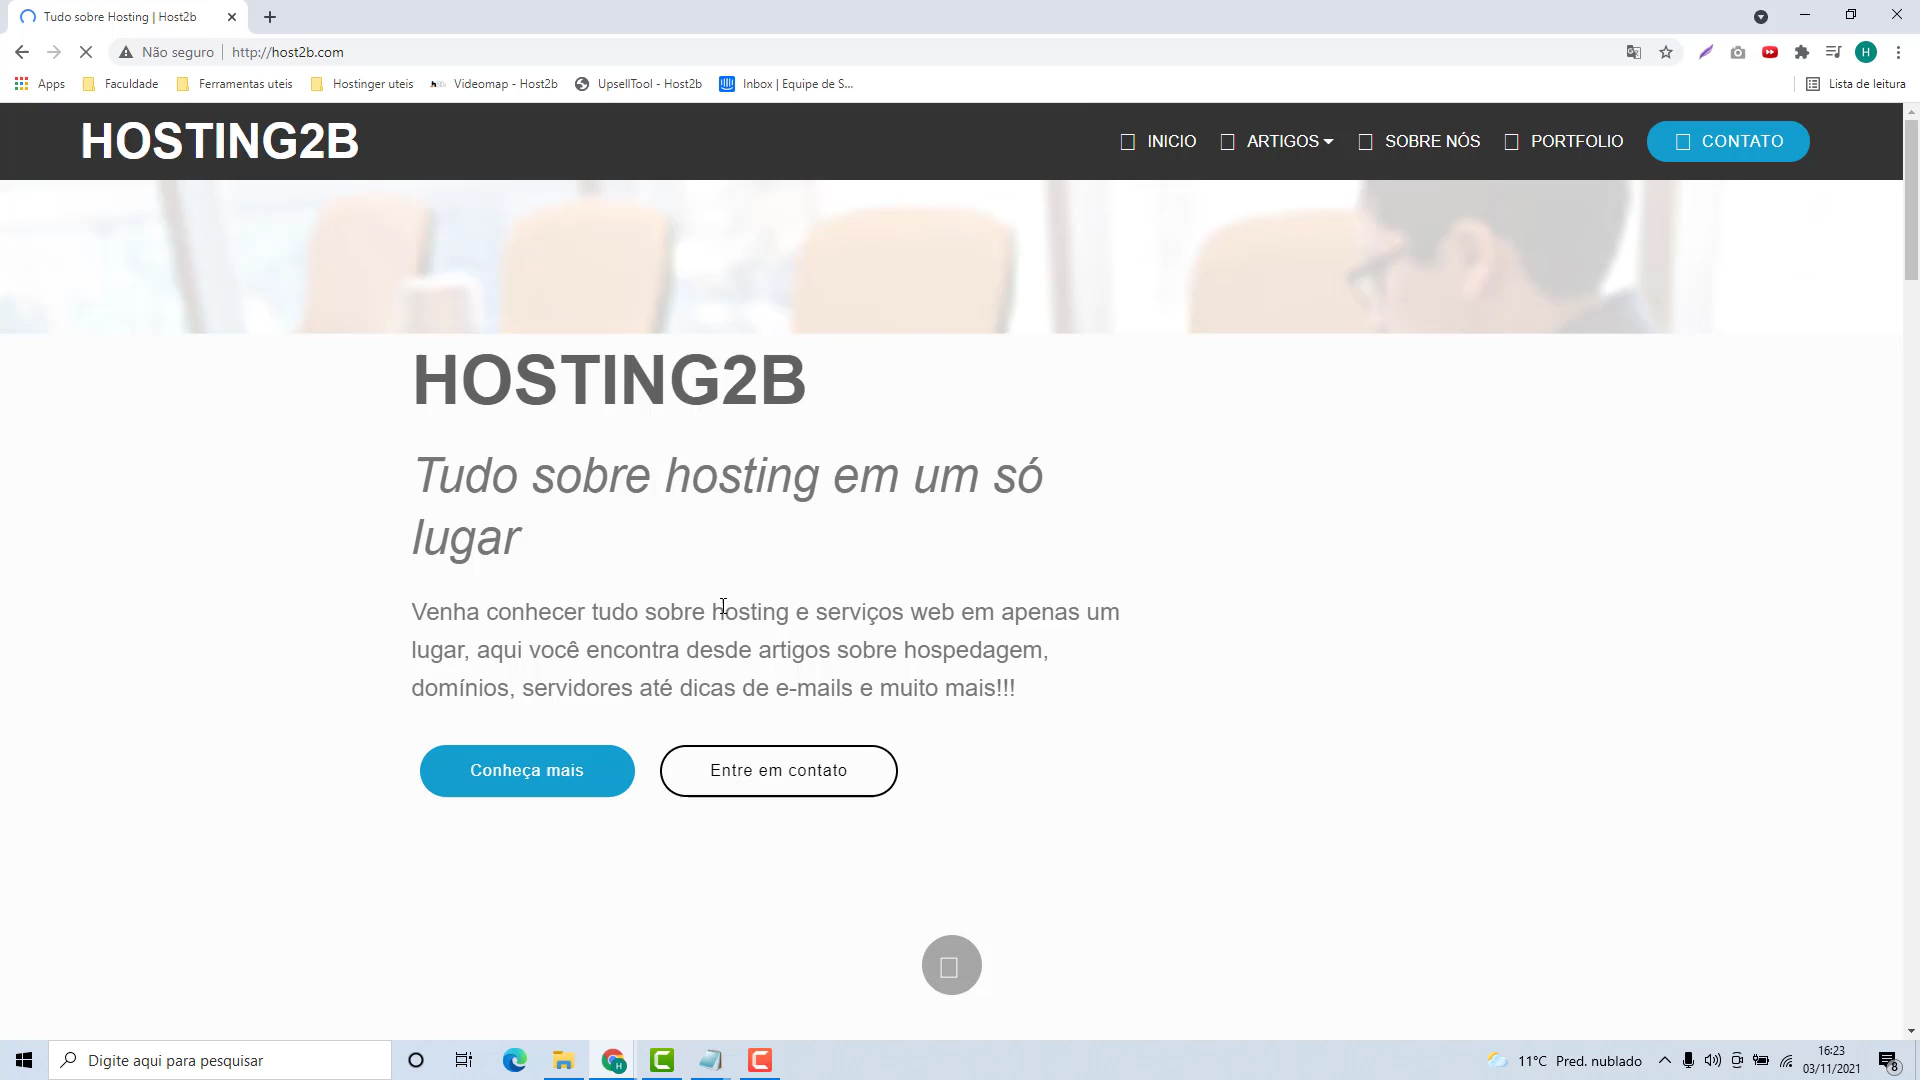 Tudo sobre Hosting | Host2b
Não seguro
http://host2b.com
H
Apps
Faculdade
Ferramentas uteis
Hostinger uteis
Videomap - Host2b
UpsellTool - Host2b
Inbox | Equipe de S...
Lista de leitura
HOSTING2B
INICIO
ARTIGOS
SOBRE NÓS
PORTFOLIO
CONTATO
HOSTING2B
Tudo sobre hosting em um só
lugar
Venha conhecer tudo sobre hosting e serviços web em apenas um
lugar, aqui você encontra desde artigos sobre hospedagem,
domínios, servidores até dicas de e-mails e muito mais!!!
Conheça mais
Entre em contato
Digite aqui para pesquisar
11°C Pred. nublado
16:23
03/11/2021
8